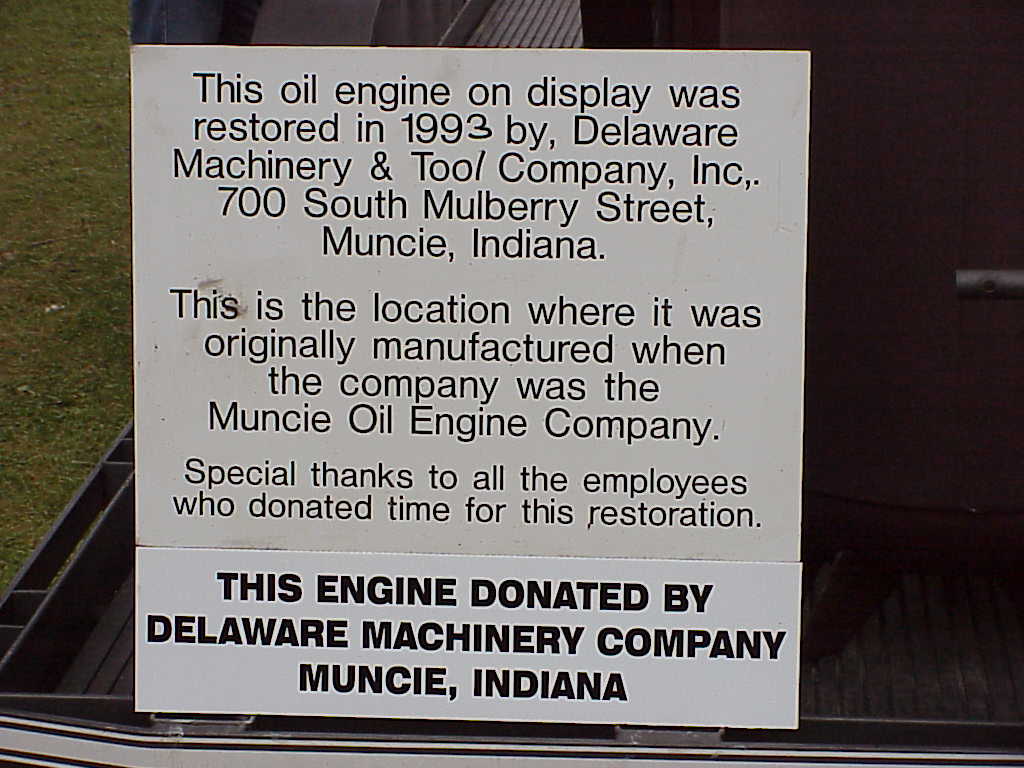 This oil engine on display was
restored in 1993 by, Delaware
Machinery & Tool Company, Inc,.
700 South Mulberry Street,
Muncie, Indiana.
This is the location where it was
originally manufactured when
the company was the
Muncie Oil Engine Company.
Special thanks to all the employees
who donated time for this restoration.
THIS ENGINE DONATED BY
DELAWARE MACHINERY COMPANY
MUNCIE, INDIANA